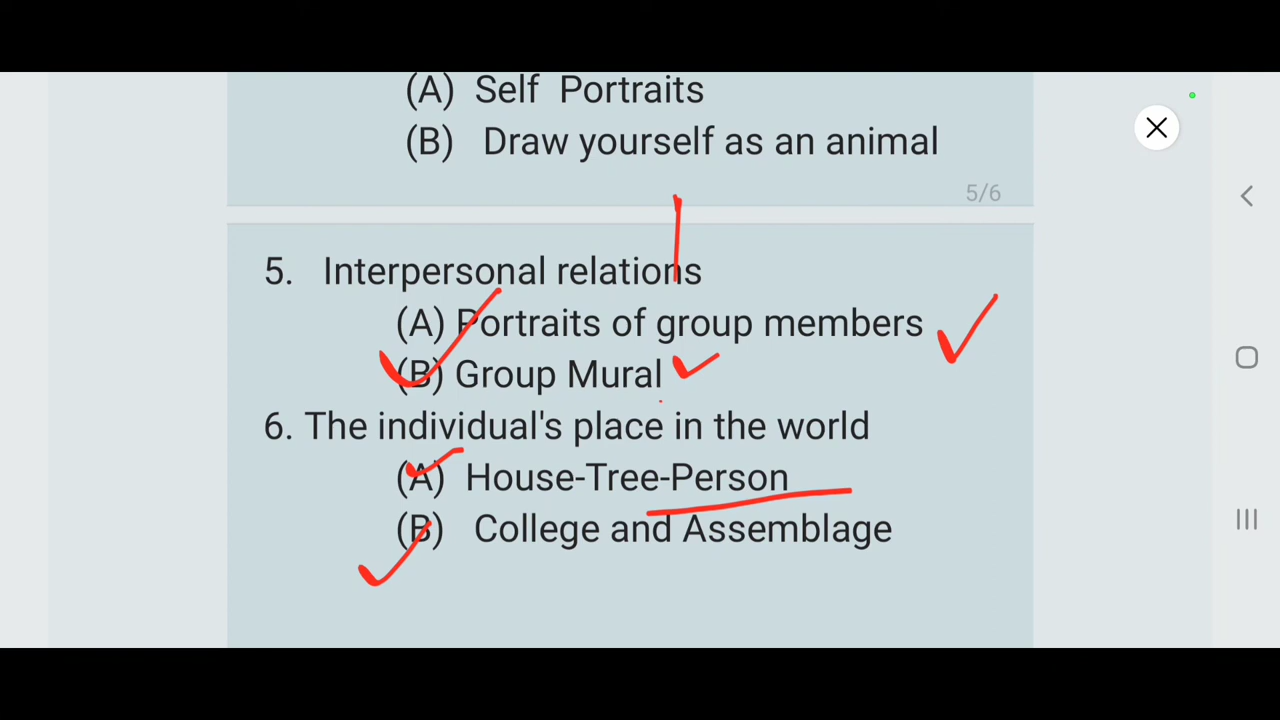 (A) Self Portraits
(B) Draw yourself as an animal
5/6
5. Interpersonal relations
(A) Portraits of group members
(B) Group Mural
6. The individual's place in the world
(A) House-Tree-Person
(B) College and Assemblage